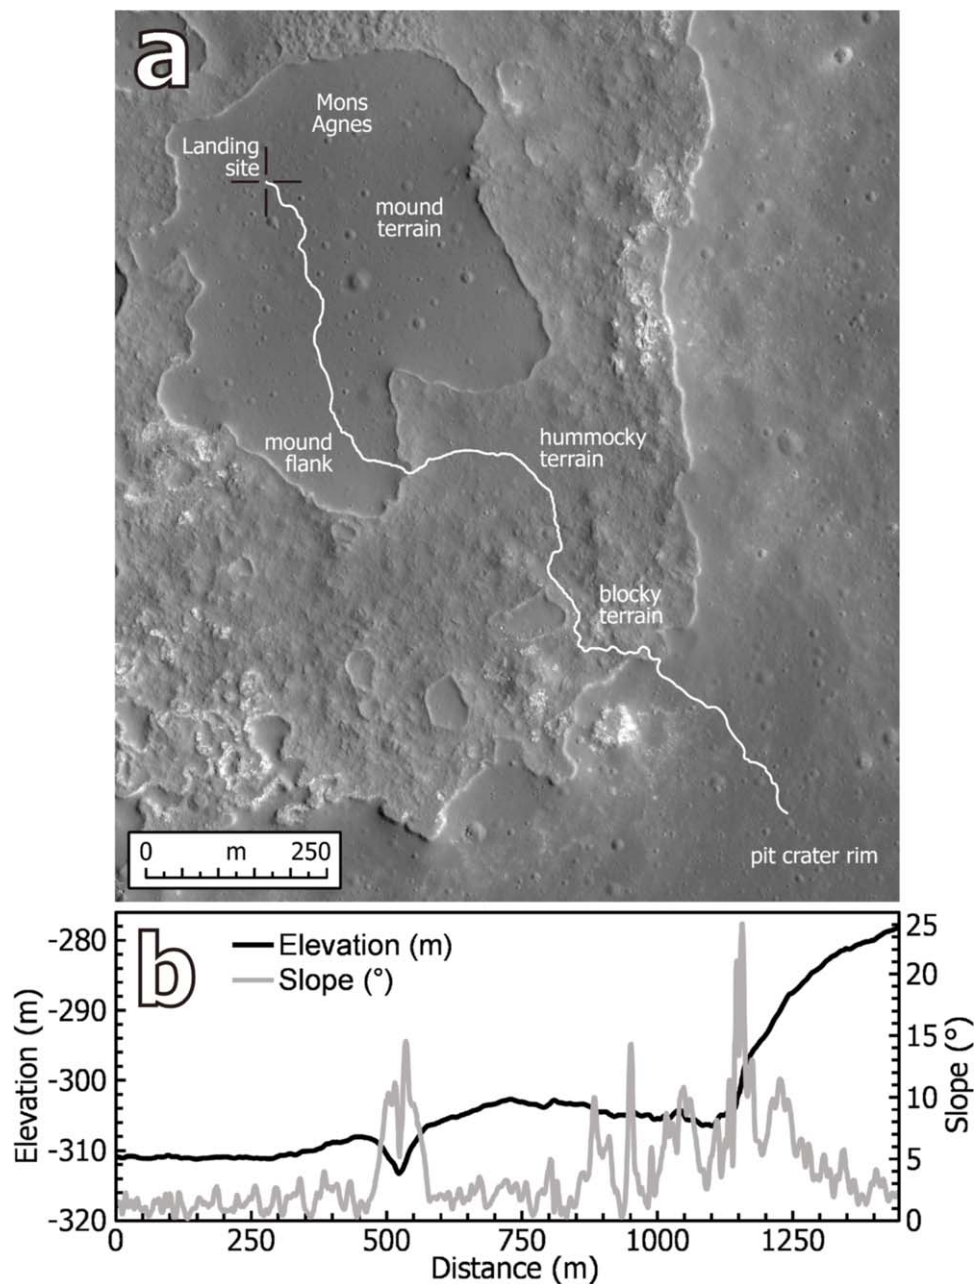 a
Mons
Agnes
Landing
site
mound
terrain
mound
flank
hummocky
terrain
blocky
terrain
0 m 250
pit crater rim
b
Elevation (m)
Slope (°)
-280
-290
-300
-310
-320
Elevation (m)
25
20
15
10
5
0
Slope (°)
0 250 500 750 1000 1250
Distance (m)